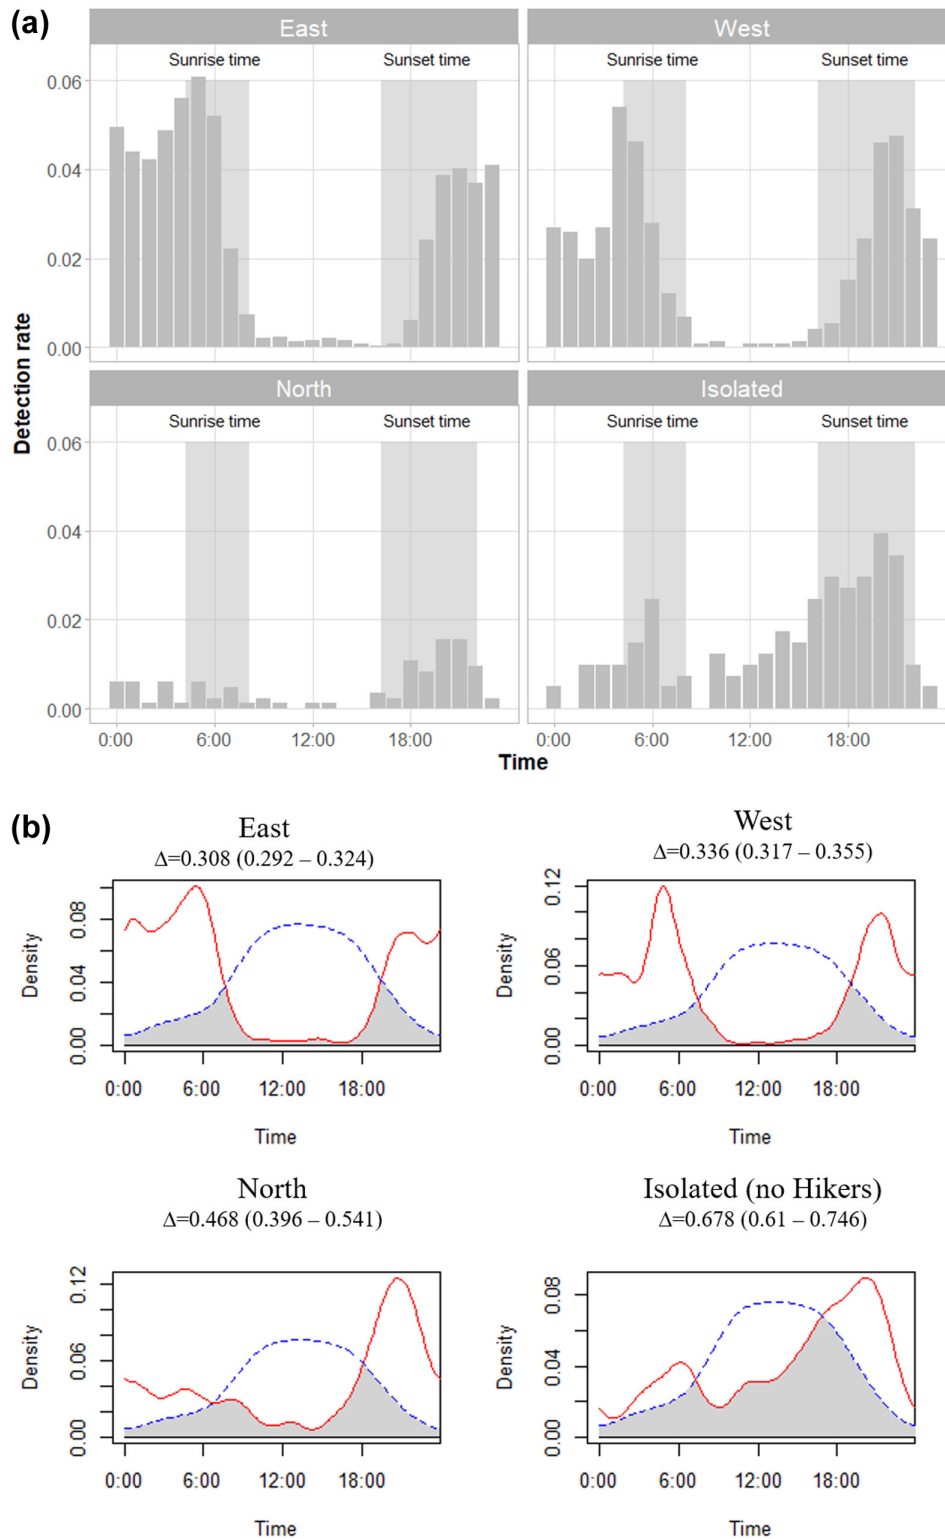 (a)
East
West
Sunrise time
Sunset time
Sunrise time
Sunset time
0.06
0.04
0.02
0.00
Detection rate
North
Isolated
Sunrise time
Sunset time
Sunrise time
Sunset time
0.06
0.04
0.02
0.00
0:00
6:00
12:00
18:00
0:00
6:00
12:00
18:00
Time
(b)
East
Δ=0.308 (0.292 – 0.324)
Density
0.08
0.04
0.00
0:00
6:00
12:00
18:00
Time
West
Δ=0.336 (0.317 – 0.355)
Density
0.12
0.06
0.00
0:00
6:00
12:00
18:00
Time
North
Δ=0.468 (0.396 – 0.541)
Density
0.12
0.06
0.00
0:00
6:00
12:00
18:00
Time
Isolated (no Hikers)
Δ=0.678 (0.61 – 0.746)
Density
0.08
0.04
0.00
0:00
6:00
12:00
18:00
Time